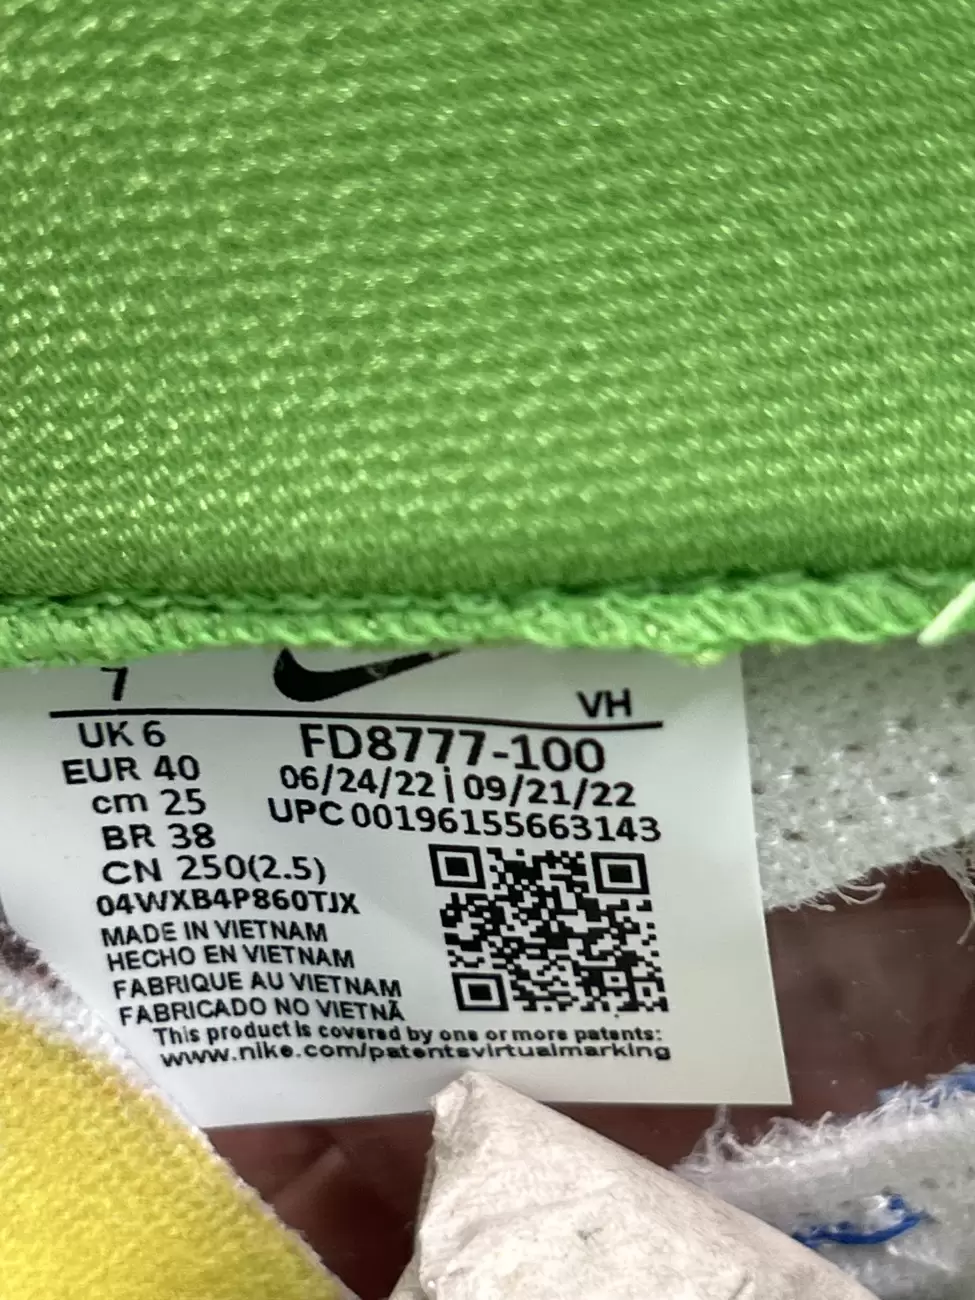 7
VH
UK 6
EUR 40
cm 25
BR 38
CN 250(2.5)
FD8777-100
06/24/22 | 09/21/22
UPC 00196155663143
04WXB4P860TJX
MADE IN VIETNAM
HECHO EN VIETNAM
FABRIQUE AU VIETNAM
FABRICADO NO VIETNÃ
This product is covered by one or more patents:
www.nike.com/patentsvirtualmarking